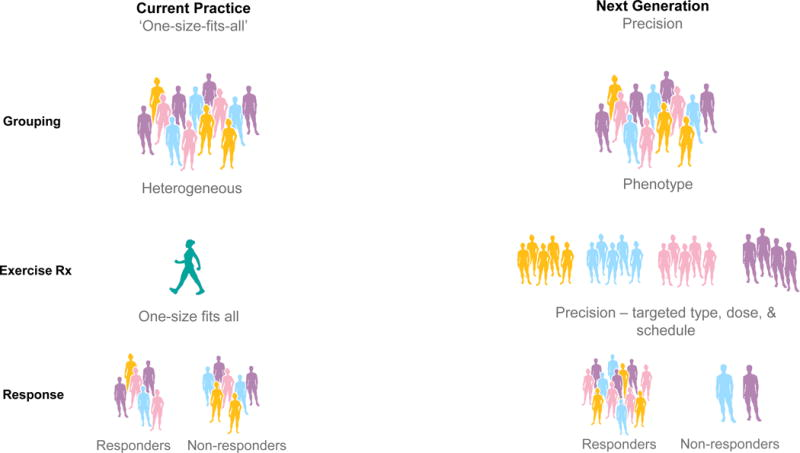 Current Practice
‘One-size-fits-all’
Next Generation
Precision
Grouping
Heterogeneous
Phenotype
Exercise Rx
One-size fits all
Precision – targeted type, dose, &
schedule
Response
Responders
Non-responders
Responders
Non-responders